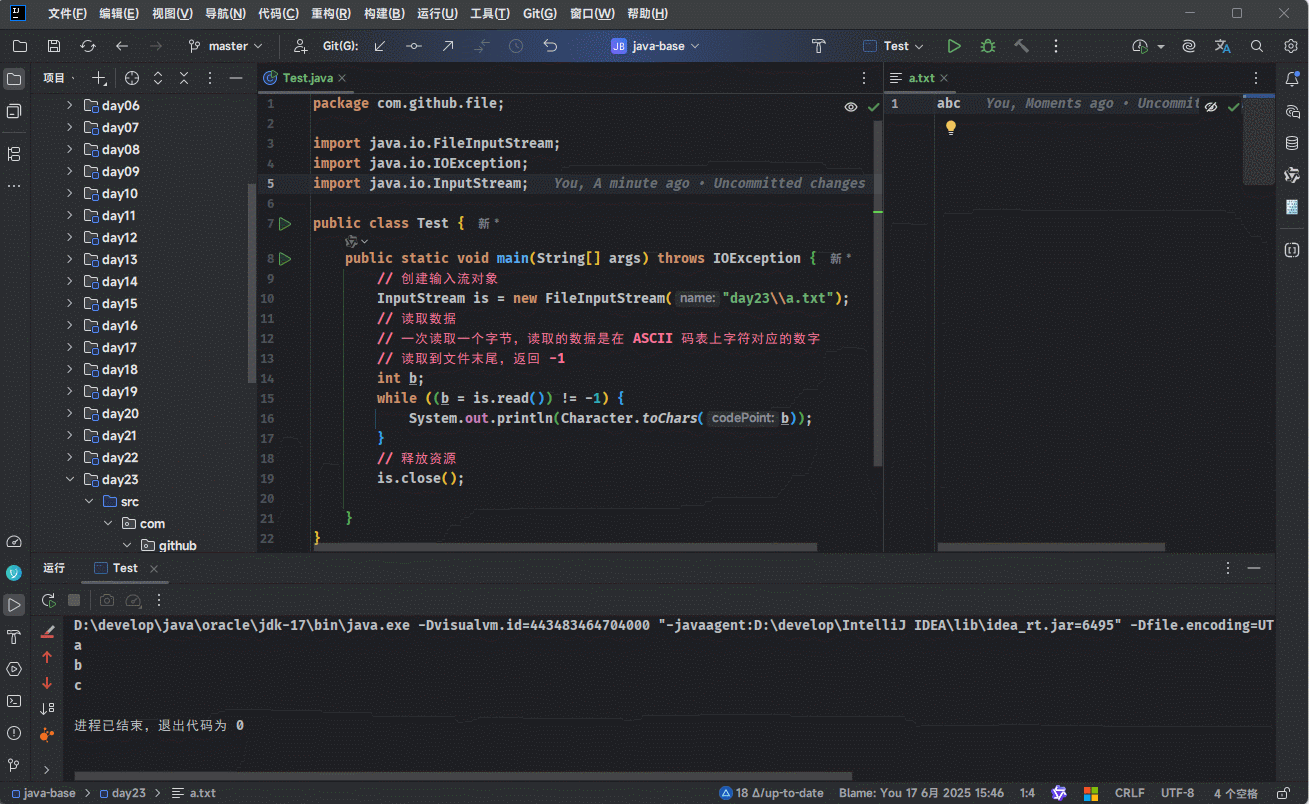 文件(F) 编辑(E) 视图(V) 导航(N) 代码(C) 重构(R) 构建(B) 运行(U) 工具(T) Git(G) 窗口(W) 帮助(H)
master Git(G): JB java-base Test
项目
Test.java
a.txt
day06
day07
day08
day09
day10
day11
day12
day13
day14
day15
day16
day17
day18
day19
day20
day21
day22
day23
src
com
github
1 package com.github.file;
2
3 import java.io.FileInputStream;
4 import java.io.IOException;
5 import java.io.InputStream; You, A minute ago • Uncommitted changes
6
7 public class Test { 新 *
8 public static void main(String[] args) throws IOException { 新 *
9 // 创建输入流对象
10 InputStream is = new FileInputStream( name: "day23\\a.txt");
11 // 读取数据
12 // 一次读取一个字节，读取的数据是在 ASCII 码表上字符对应的数字
13 // 读取到文件末尾，返回 -1
14 int b;
15 while ((b = is.read()) != -1) {
16 System.out.println(Character.toChars( codePoint: b));
17 }
18 // 释放资源
19 is.close();
20
21 }
22 }
1 abc You, Moments ago • Uncommit
运行 Test
D:\develop\java\oracle\jdk-17\bin\java.exe -Dvisualvm.id=443483464704000 "-javaagent:D:\develop\IntelliJ IDEA\lib\idea_rt.jar=6495" -Dfile.encoding=UT
a
b
c
进程已结束，退出代码为 0
java-base > day23 > a.txt 18 Δ/up-to-date Blame: You 17 6月 2025 15:46 1:4 CRLF UTF-8 4 个空格